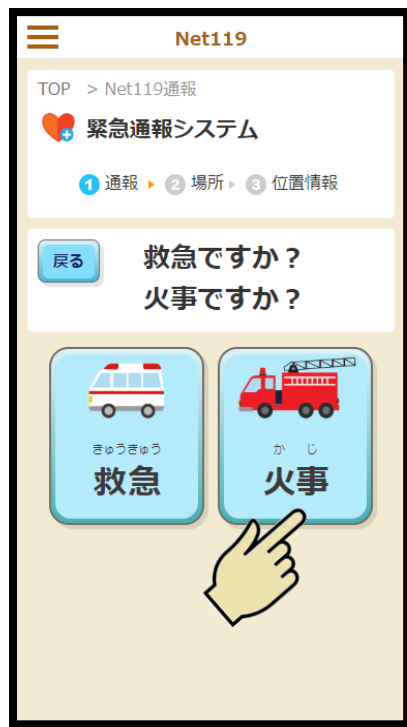 Net119
TOP > Net119通報
緊急通報システム
1 通報 ▶ 2 場所 ▶ 3 位置情報
戻る
救急ですか？
火事ですか？
きゅうきゅう
救急
かじ
火事